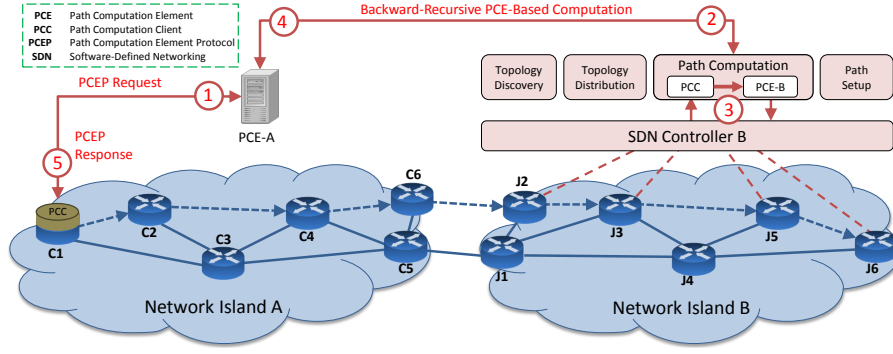 PCE Path Computation Element
PCC Path Computation Client
PCEP Path Computation Element Protocol
SDN Software-Defined Networking
Backward-Recursive PCE-Based Computation
4
2
PCEP Request
1
PCE-A
Topology
Discovery
Topology
Distribution
Path Computation
PCC
PCE-B
Path
Setup
3
SDN Controller B
PCEP
Response
5
PCC
C1
C2
C3
C4
C6
C5
J2
J1
J3
J4
J5
J6
Network Island A
Network Island B